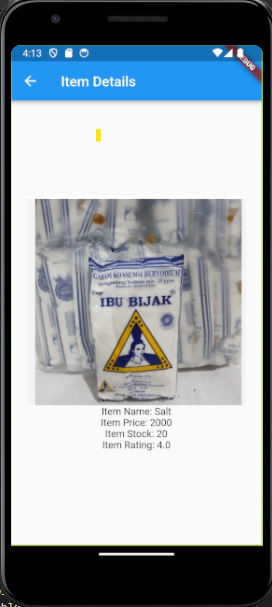 4:13
DEBUG
Item Details
GARAM KONSUMSI BERYODIUM
Cap
IBU BIJAK
®
Item Name: Salt
Item Price: 2000
Item Stock: 20
Item Rating: 4.0